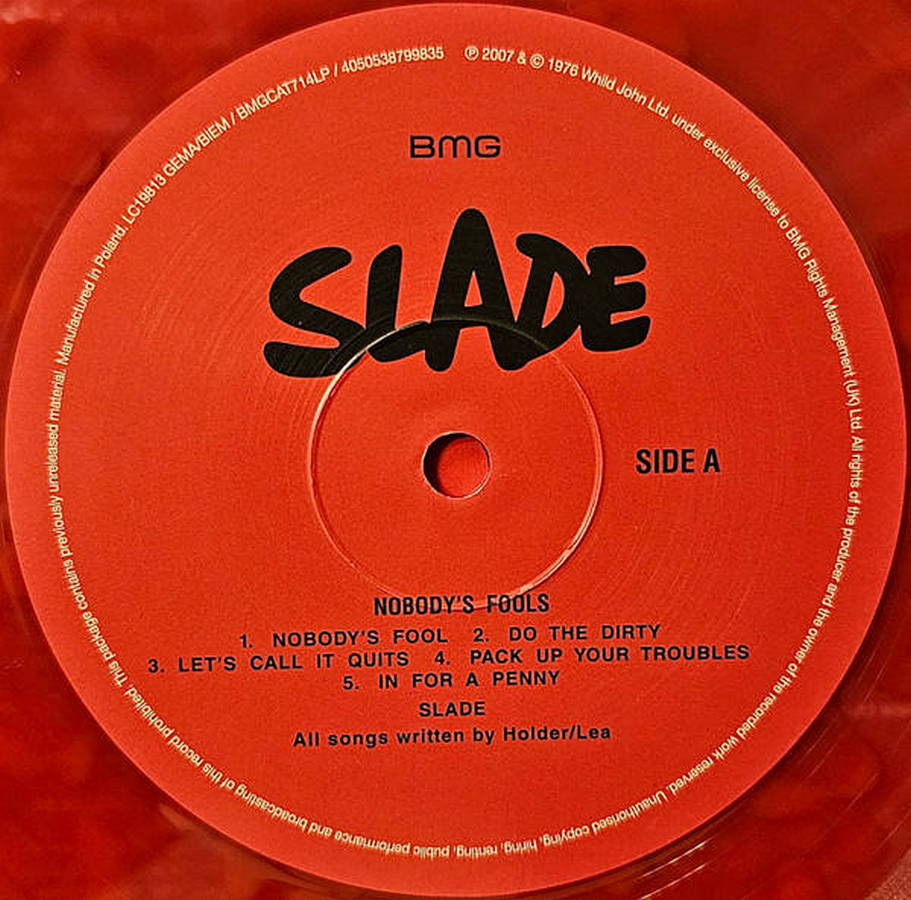 Manufactured in Poland. LC19813 GEMA/BIEM / BMGCAT714LP / 4050538799835 ℗ 2007 & © 1976 Whild John Ltd. under exclusive license to BMG Rights Management (UK) Ltd. All rights of the producer and the owner of the recorded work reserved. Unauthorised copying, hiring, renting, public performance and broadcasting of this record prohibited. This package contains previously unreleased material.
BMG
SLADE
SIDE A
NOBODY'S FOOLS
1. NOBODY'S FOOL 2. DO THE DIRTY
3. LET'S CALL IT QUITS 4. PACK UP YOUR TROUBLES
5. IN FOR A PENNY
SLADE
All songs written by Holder/Lea